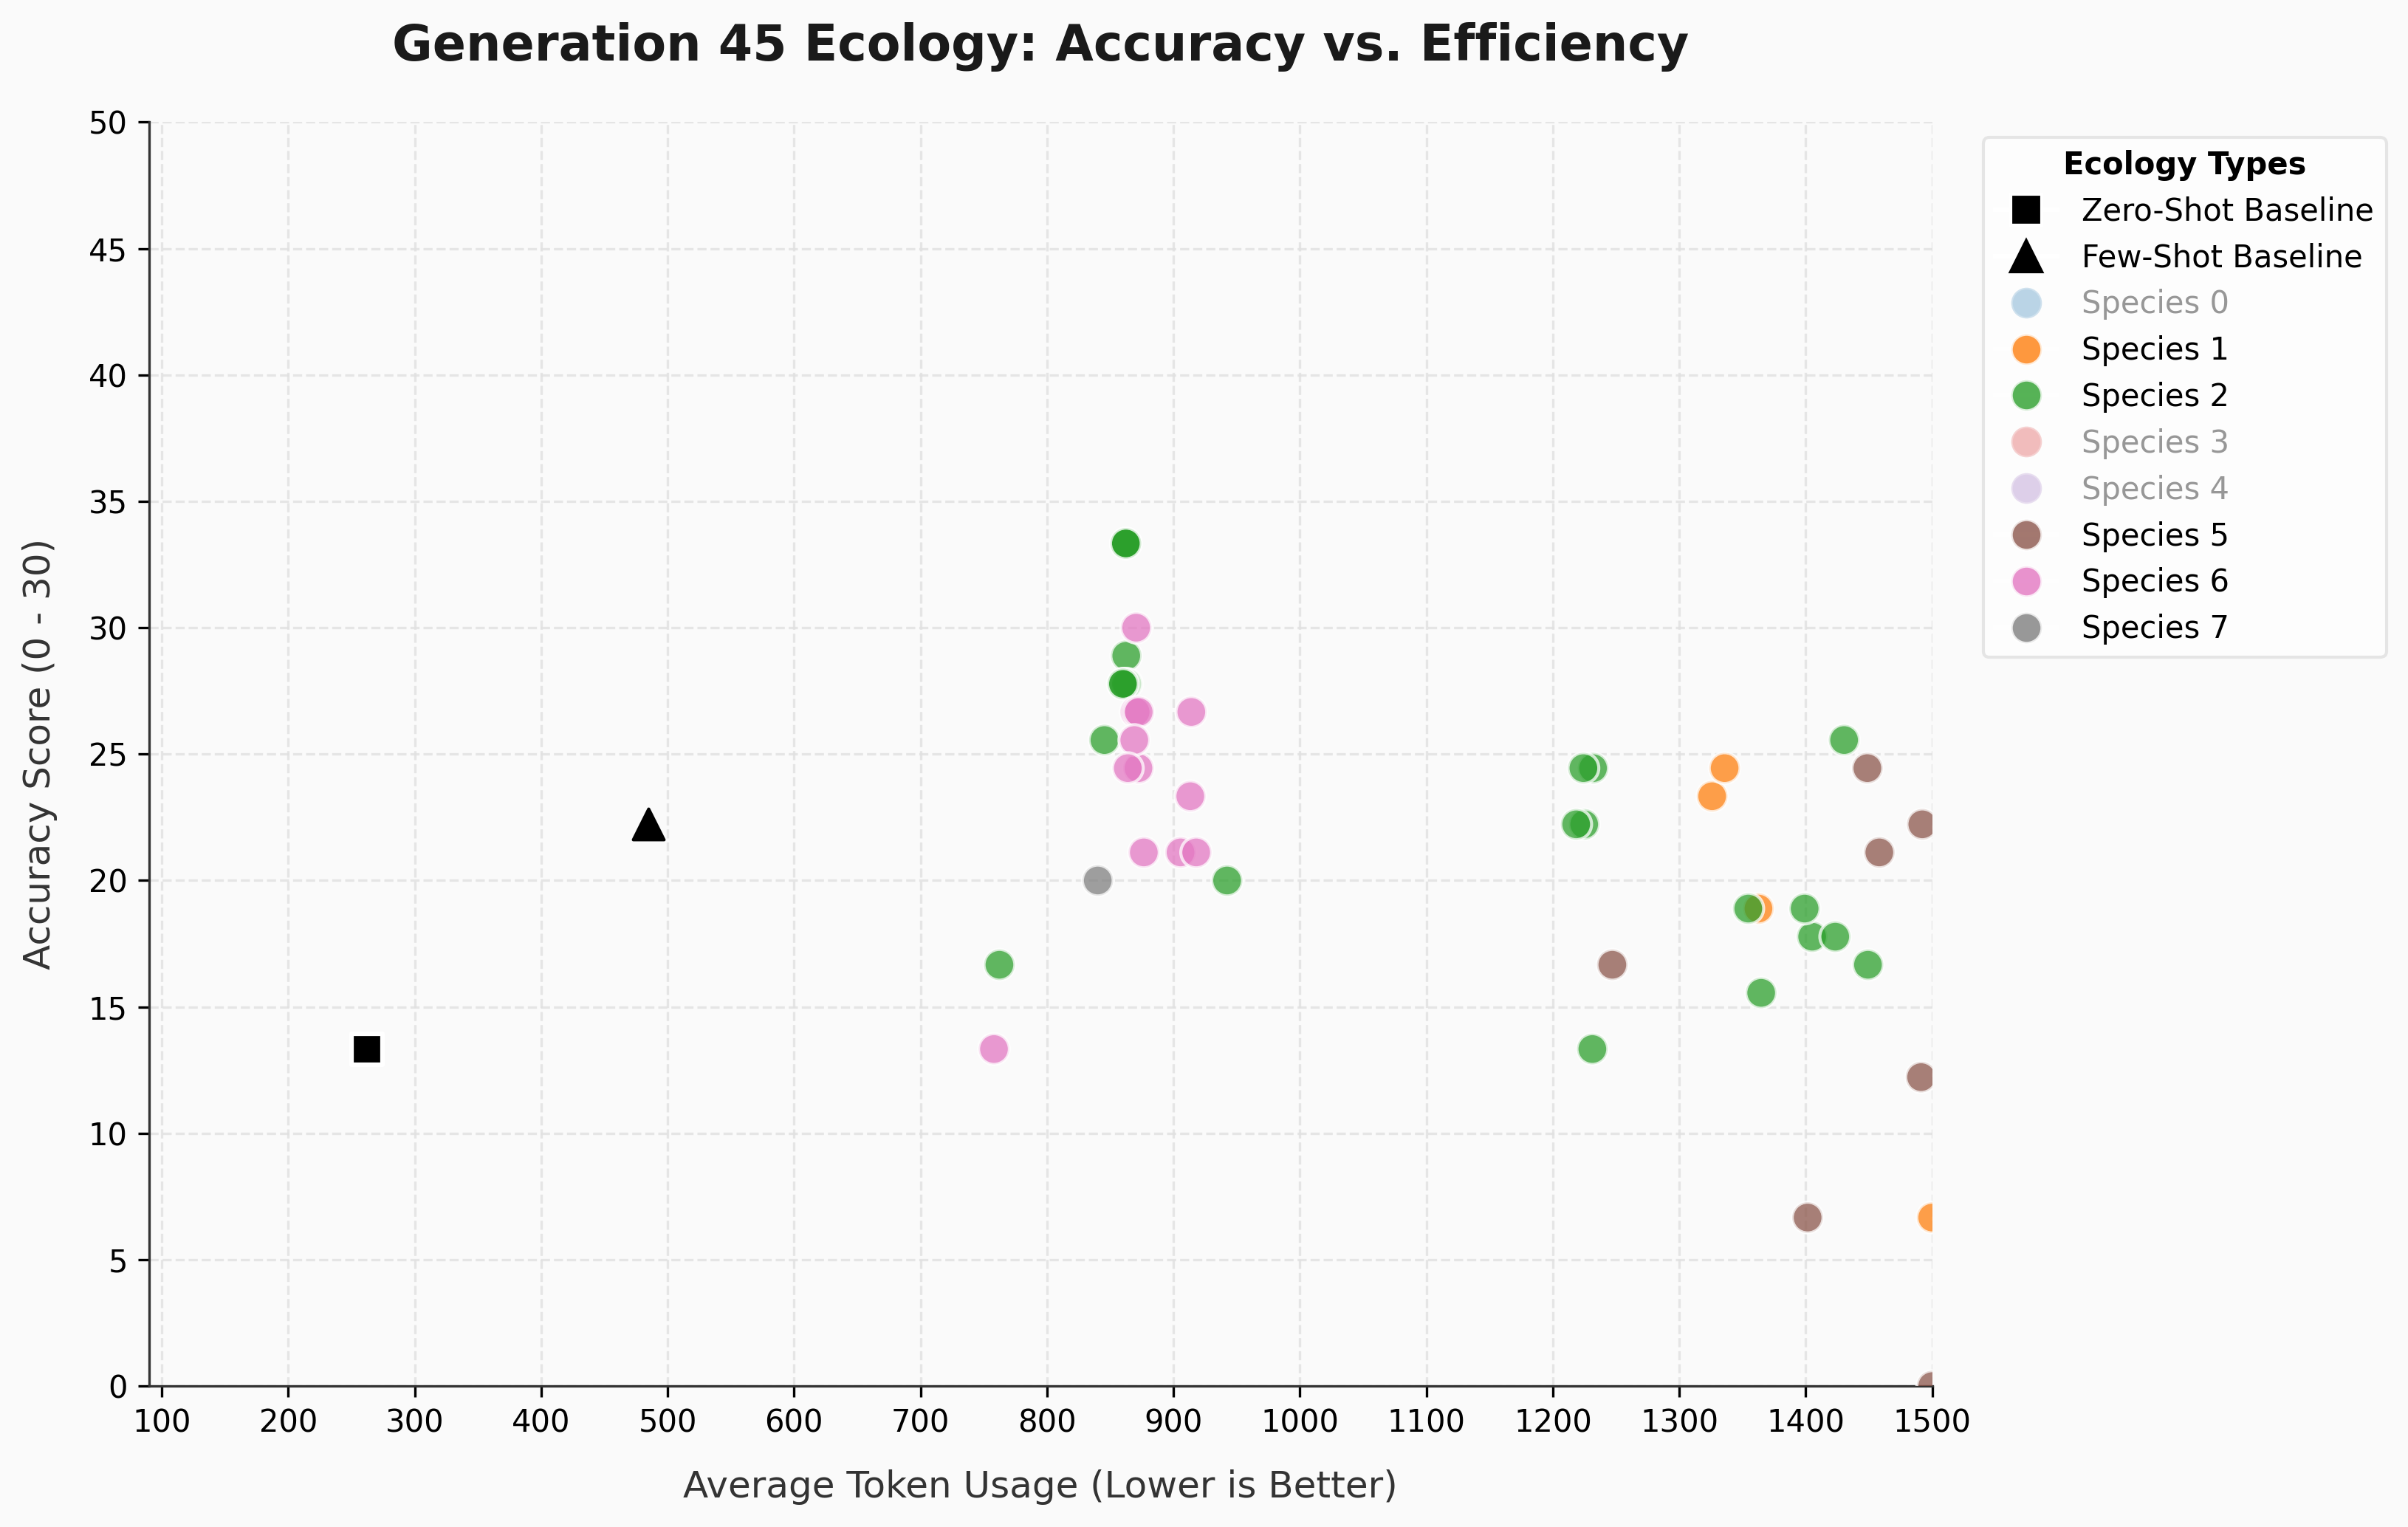 Generation 45 Ecology: Accuracy vs. Efficiency
50
45
40
35
30
25
20
15
10
5
0
Accuracy Score (0 - 30)
100 200 300 400 500 600 700 800 900 1000 1100 1200 1300 1400 1500
Average Token Usage (Lower is Better)
Ecology Types
Zero-Shot Baseline
Few-Shot Baseline
Species 0
Species 1
Species 2
Species 3
Species 4
Species 5
Species 6
Species 7